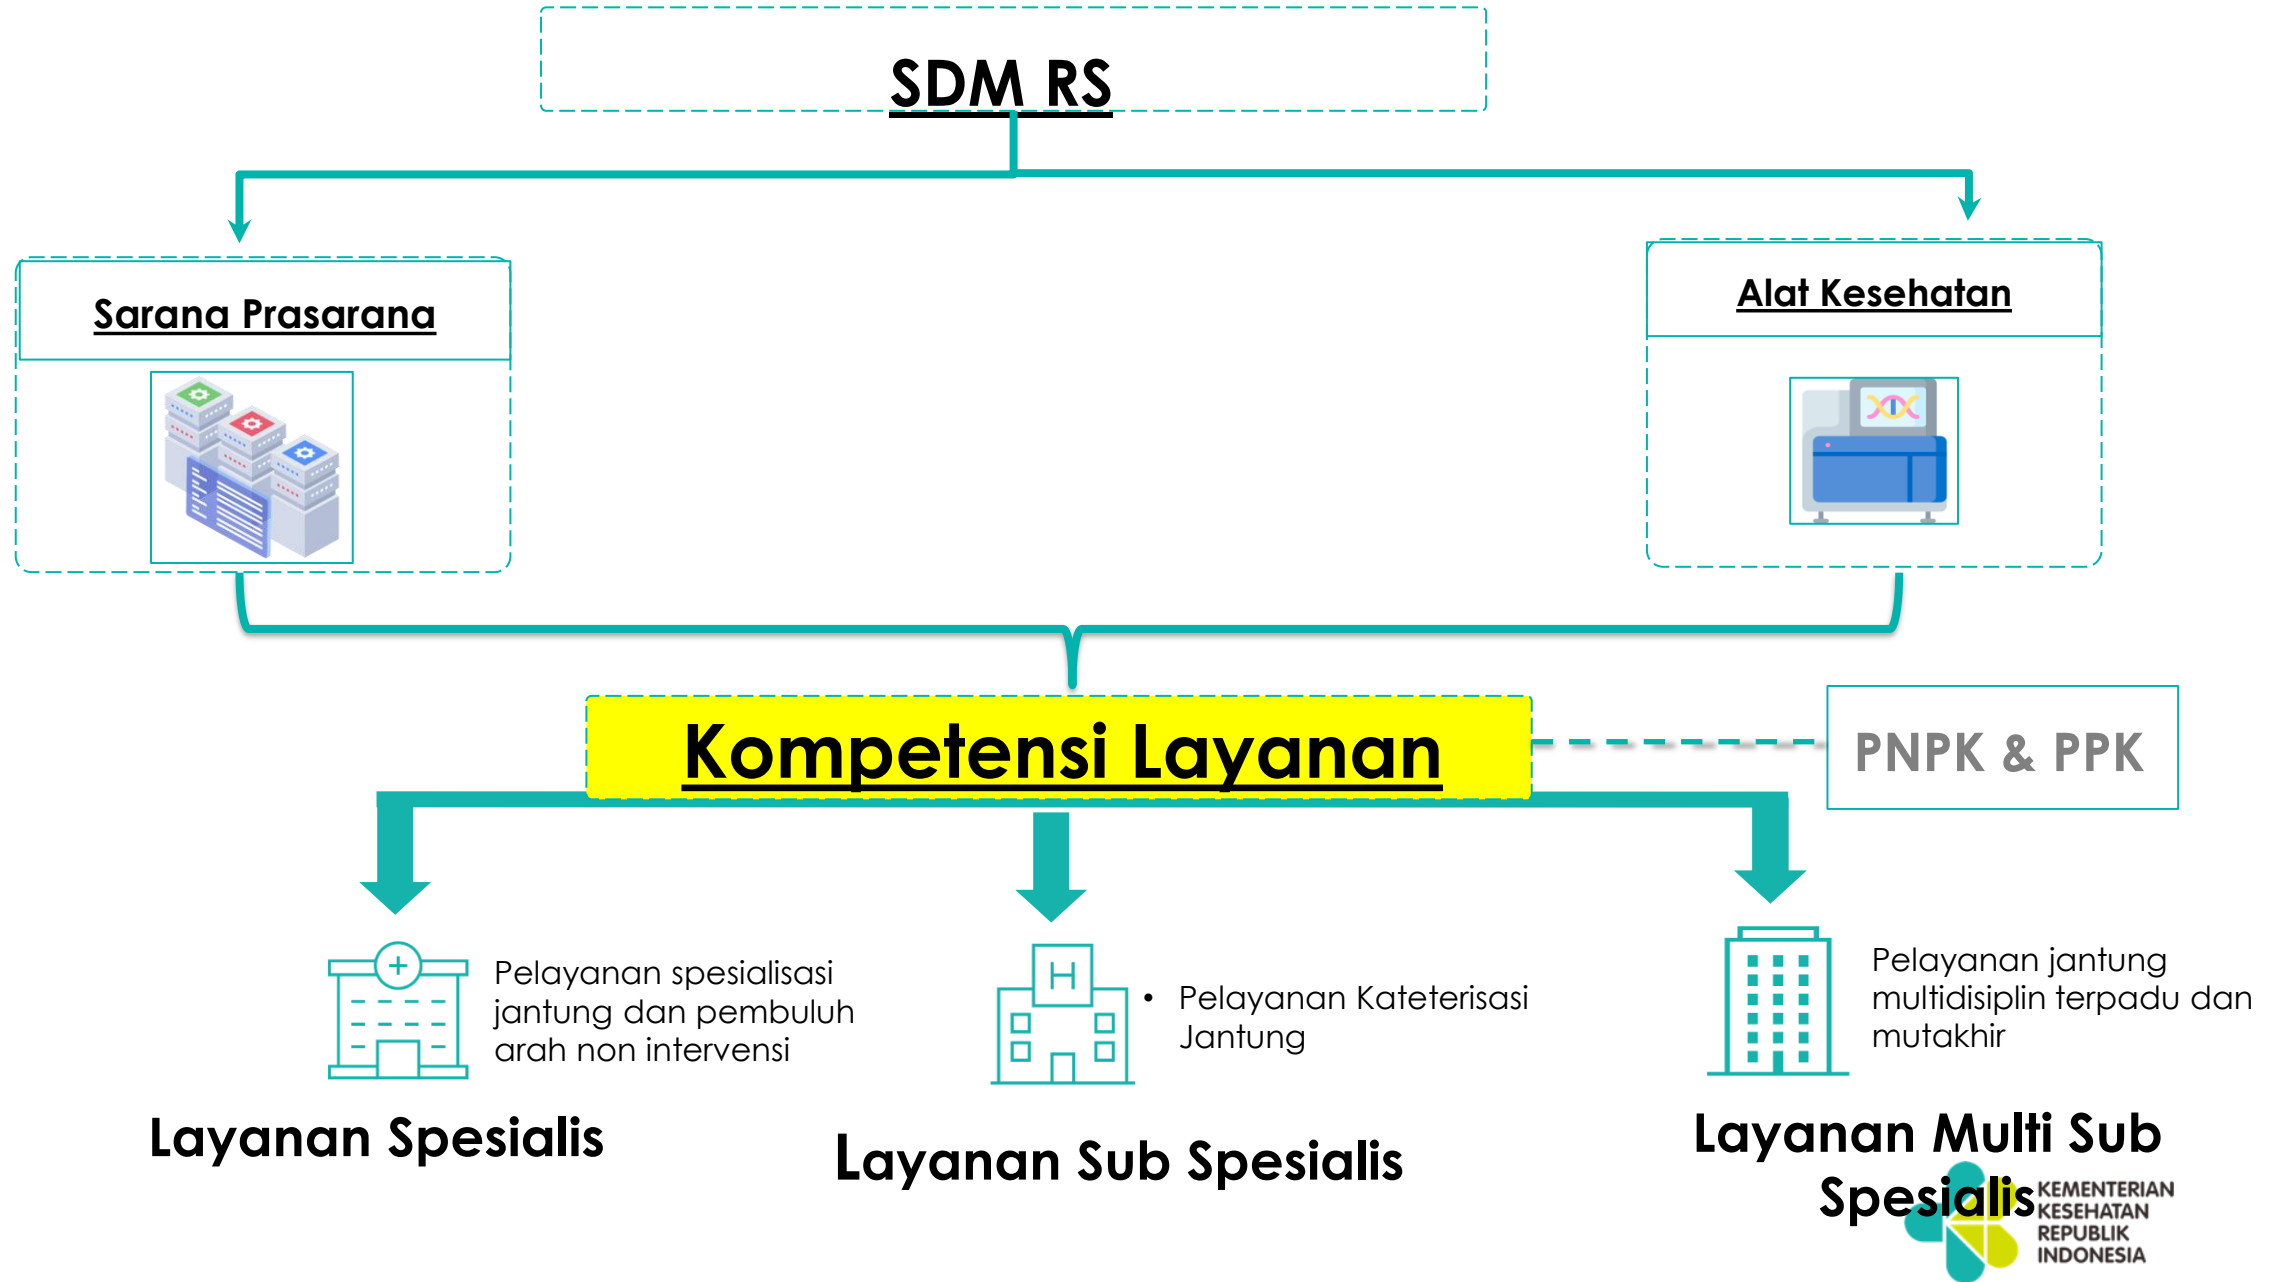 SDM RS
Sarana Prasarana
Alat Kesehatan
Kompetensi Layanan
PNPK & PPK
Pelayanan spesialisasi
jantung dan pembuluh
arah non intervensi
Layanan Spesialis
H
• Pelayanan Kateterisasi
Jantung
Layanan Sub Spesialis
Pelayanan jantung
multidisiplin terpadu dan
mutakhir
Layanan Multi Sub
Spesialis
KEMENTERIAN
KESEHATAN
REPUBLIK
INDONESIA